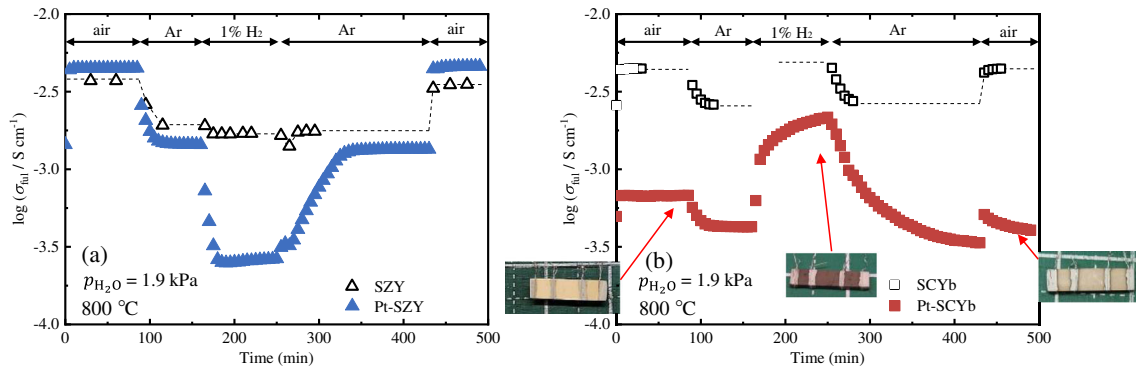 air Ar 1% H₂ Ar air
-2.0
-2.5
-3.0
-3.5
-4.0
log (σful / S cm⁻¹)
(a)
pH₂O = 1.9 kPa
800 ℃
SZY
Pt-SZY
0 100 200 300 400 500
Time (min)
air Ar 1% H₂ Ar air
-2.0
-2.5
-3.0
-3.5
-4.0
log (σful / S cm⁻¹)
(b)
pH₂O = 1.9 kPa
800 ℃
SCYb
Pt-SCYb
0 100 200 300 400 500
Time (min)